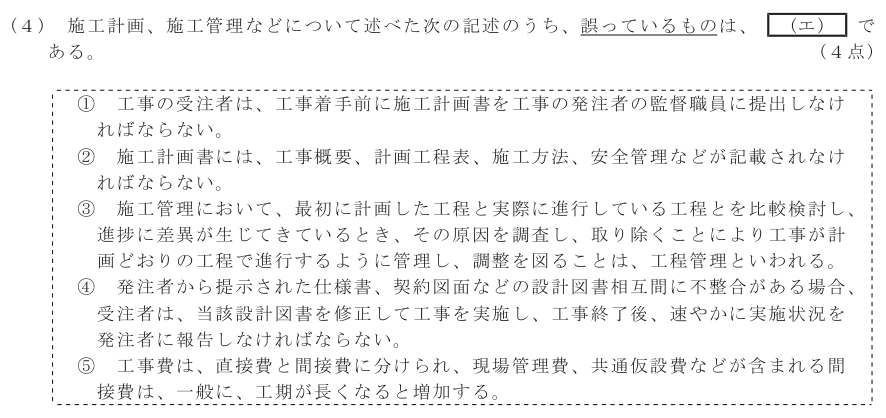 (４) 施工計画、施工管理などについて述べた次の記述のうち、誤っているものは、 (エ) で
ある。 (４点)
① 工事の受注者は、工事着手前に施工計画書を工事の発注者の監督職員に提出しなけ
ればならない。
② 施工計画書には、工事概要、計画工程表、施工方法、安全管理などが記載されなけ
ればならない。
③ 施工管理において、最初に計画した工程と実際に進行している工程とを比較検討し、
進捗に差異が生じてきているとき、その原因を調査し、取り除くことにより工事が計
画どおりの工程で進行するように管理し、調整を図ることは、工程管理といわれる。
④ 発注者から提示された仕様書、契約図面などの設計図書相互間に不整合がある場合、
受注者は、当該設計図書を修正して工事を実施し、工事終了後、速やかに実施状況を
発注者に報告しなければならない。
⑤ 工事費は、直接費と間接費に分けられ、現場管理費、共通仮設費などが含まれる間
接費は、一般に、工期が長くなると増加する。